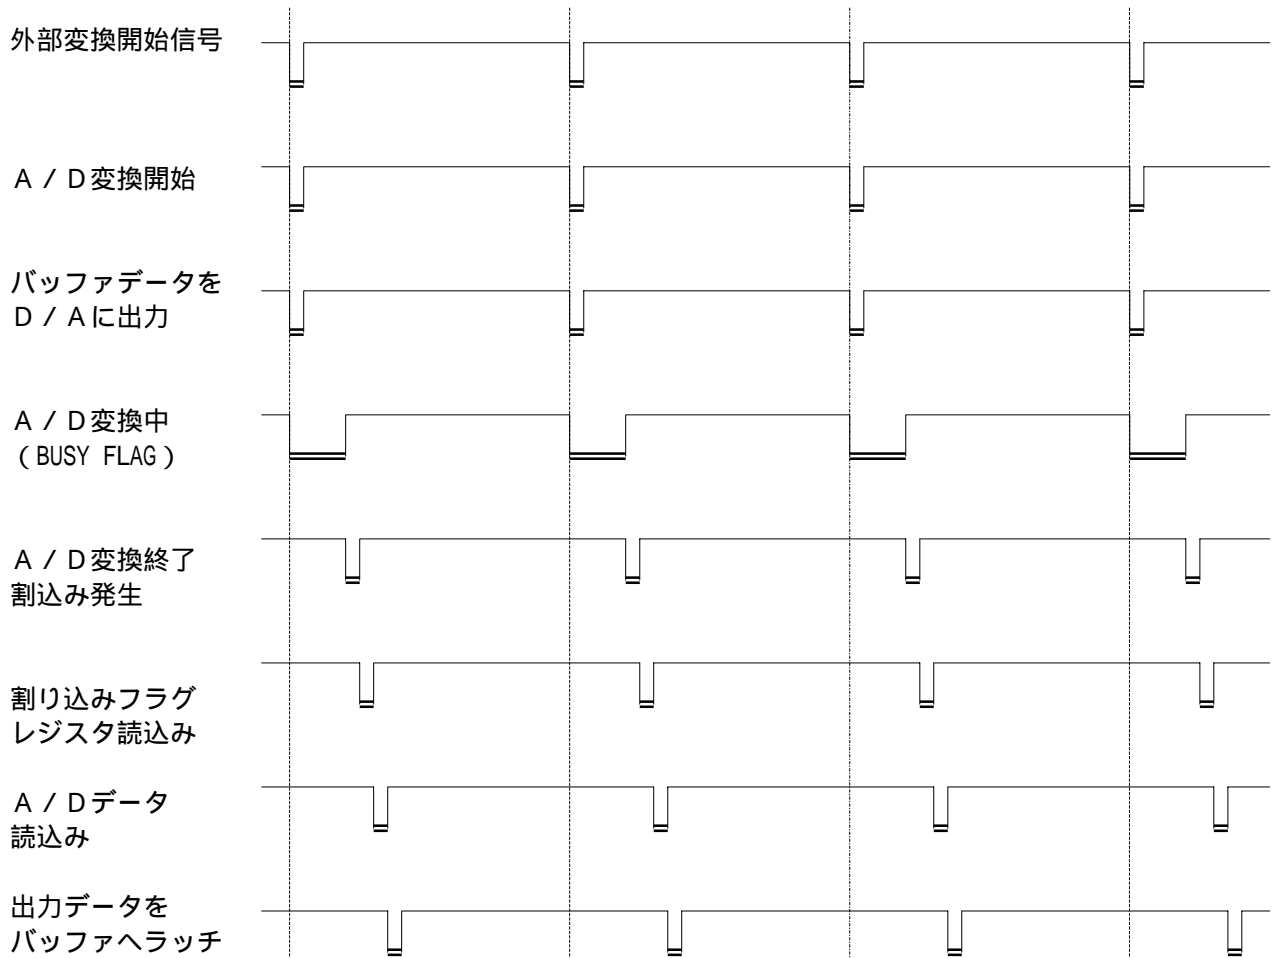 外部変換開始信号
Ａ／Ｄ変換開始
バッファデータを
Ｄ／Ａに出力
Ａ／Ｄ変換中
（BUSY FLAG）
Ａ／Ｄ変換終了
割込み発生
割り込みフラグ
レジスタ読込み
Ａ／Ｄデータ
読込み
出力データを
バッファへラッチ